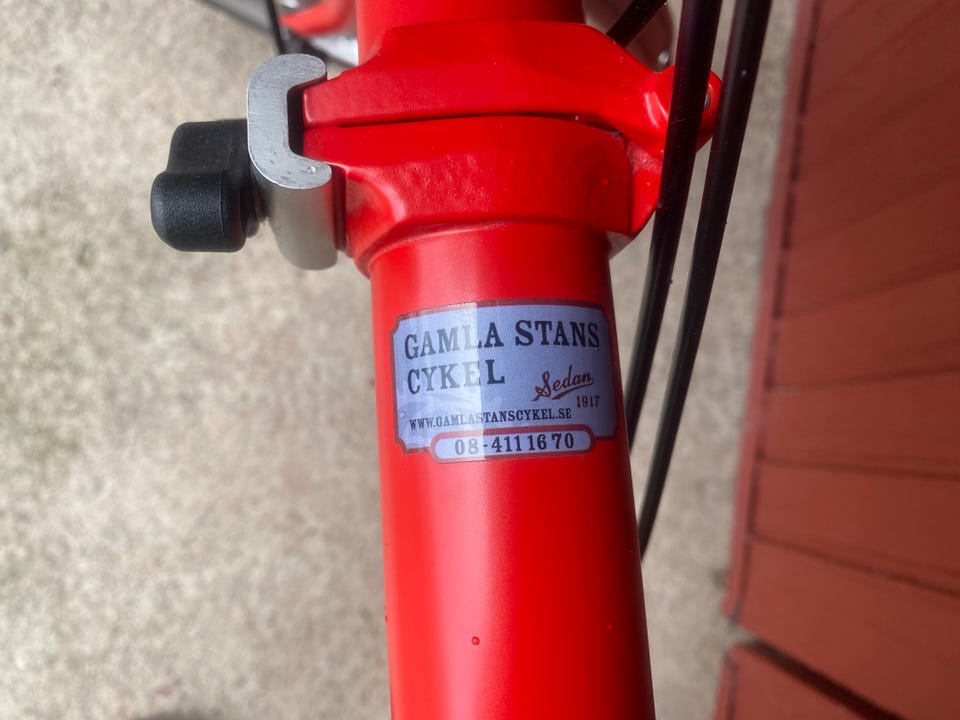 GAMLA STANS
CYKEL Sedan
1917
WWW.GAMLASTANSCYKEL.SE
08-411 16 70